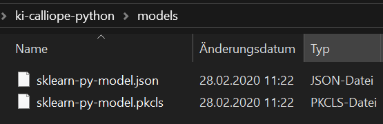 ki-calliope-python > models
Name Änderungsdatum Typ
sklearn-py-model.json 28.02.2020 11:22 JSON-Datei
sklearn-py-model.pkcls 28.02.2020 11:22 PKCLS-Datei